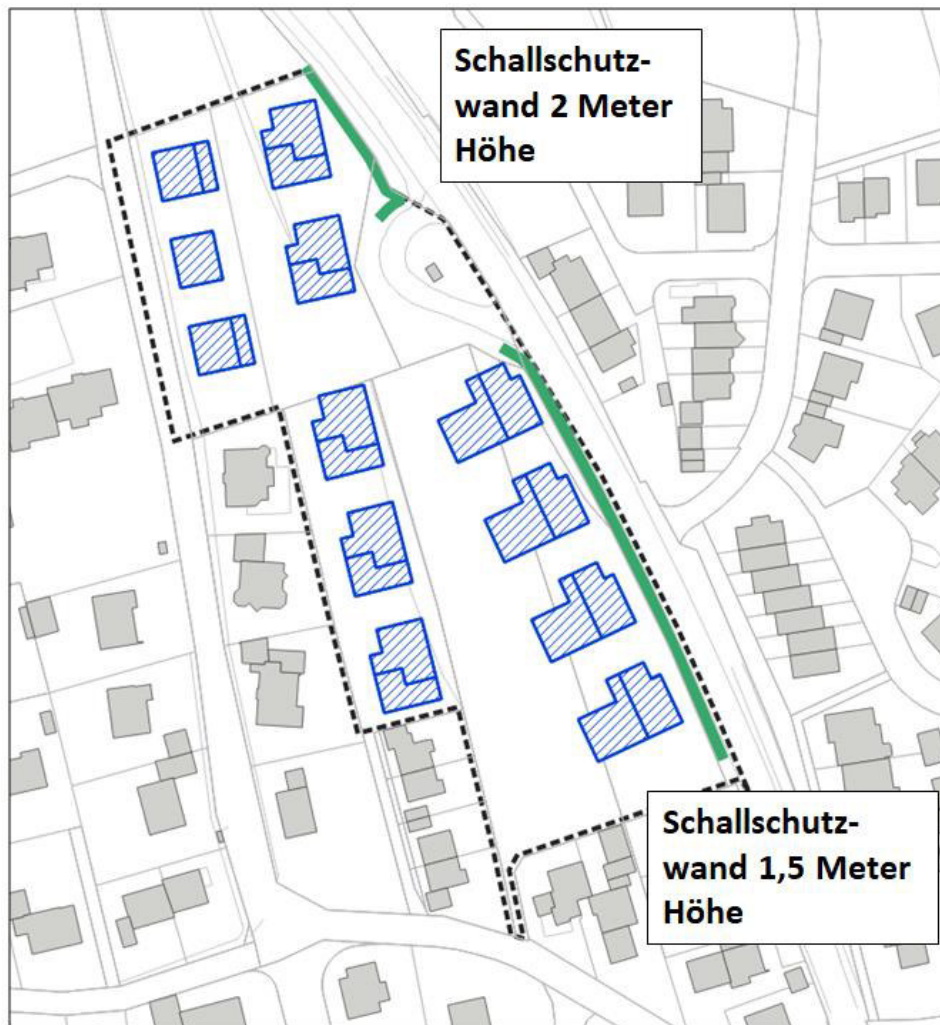 Schallschutz-
wand 2 Meter
Höhe
Schallschutz-
wand 1,5 Meter
Höhe